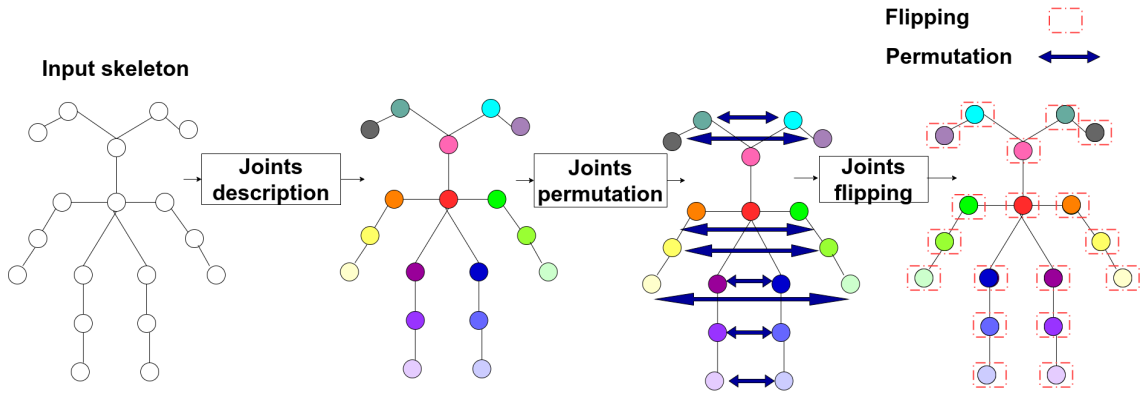 Flipping
Permutation
Input skeleton
Joints
description
Joints
permutation
Joints
flipping